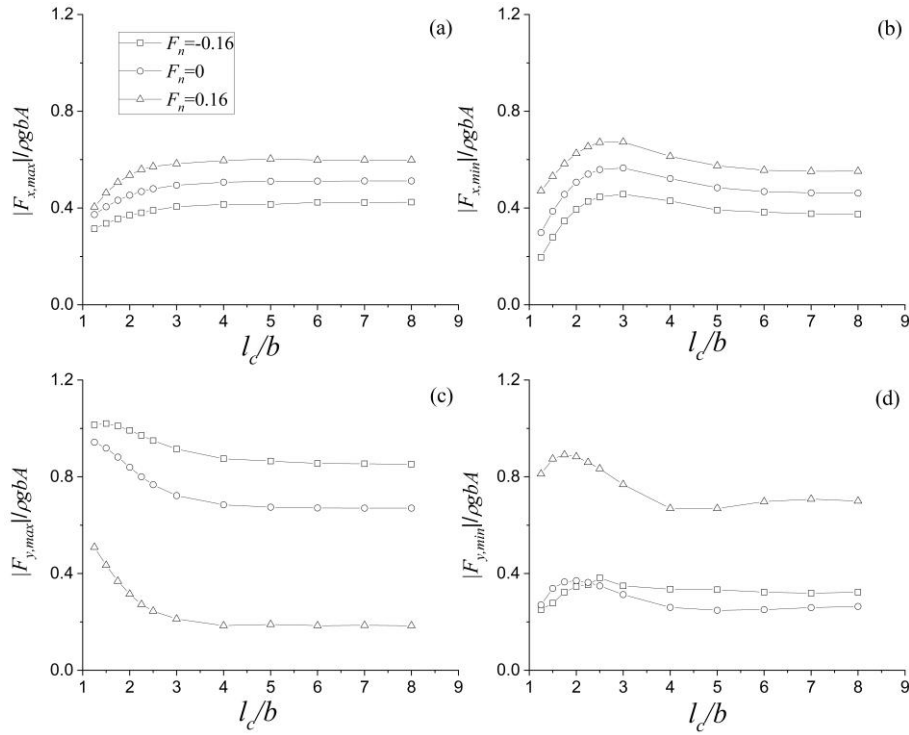 (a)
F_n=-0.16
F_n=0
F_n=0.16
|F_{x,max}|/ρgbA
1.2
0.8
0.4
0.0
1 2 3 4 5 6 7 8 9
l_c/b
(b)
|F_{x,min}|/ρgbA
1.2
0.8
0.4
0.0
1 2 3 4 5 6 7 8 9
l_c/b
(c)
|F_{y,max}|/ρgbA
1.2
0.8
0.4
0.0
1 2 3 4 5 6 7 8 9
l_c/b
(d)
|F_{y,min}|/ρgbA
1.2
0.8
0.4
0.0
1 2 3 4 5 6 7 8 9
l_c/b